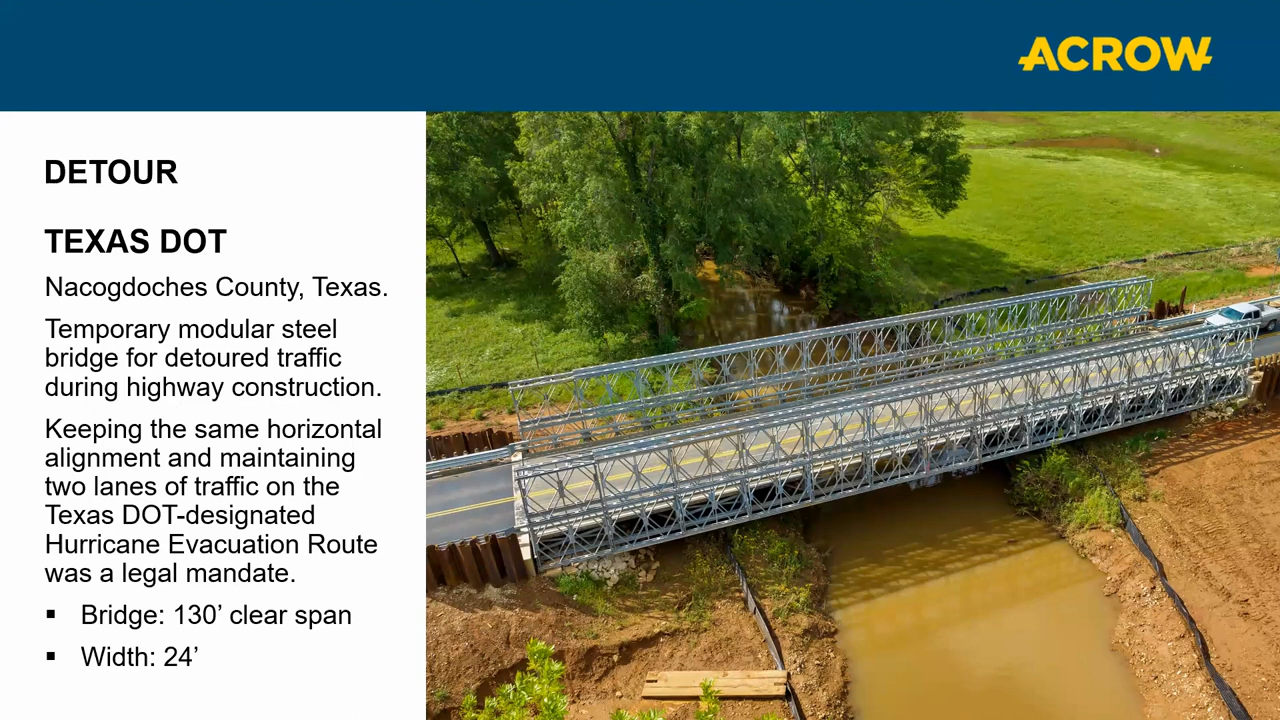 ACROW
DETOUR
TEXAS DOT
Nacogdoches County, Texas.
Temporary modular steel
bridge for detoured traffic
during highway construction.
Keeping the same horizontal
alignment and maintaining
two lanes of traffic on the
Texas DOT-designated
Hurricane Evacuation Route
was a legal mandate.
▪ Bridge: 130’ clear span
▪ Width: 24’